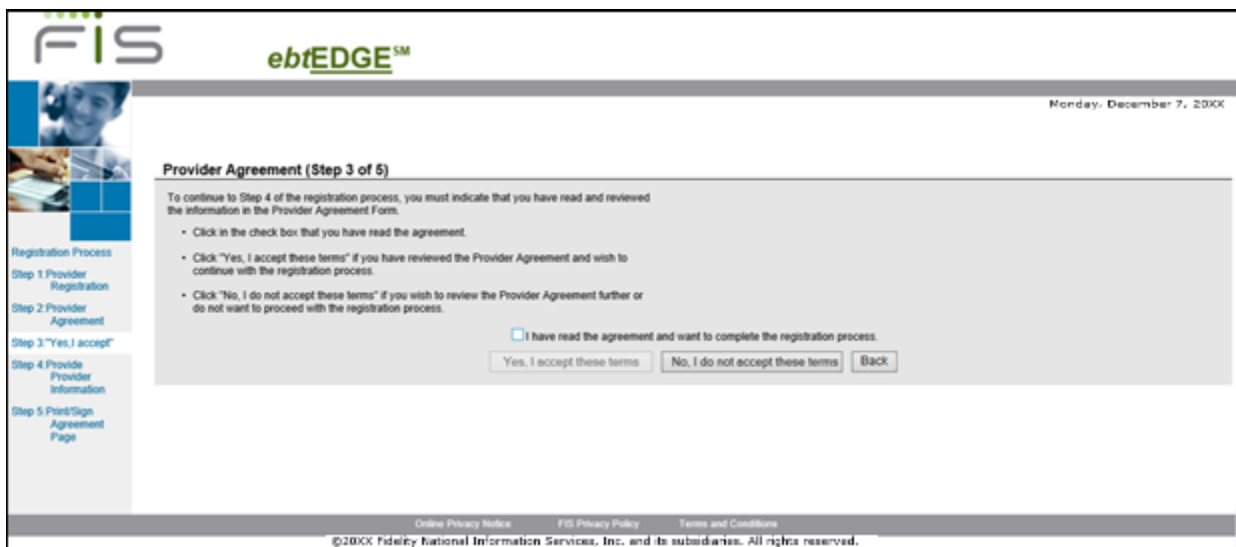 FIS
ebtEDGE℠
Monday, December 7, 20XX
Provider Agreement (Step 3 of 5)
To continue to Step 4 of the registration process, you must indicate that you have read and reviewed
the information in the Provider Agreement Form.
• Click in the check box that you have read the agreement.
• Click "Yes, I accept these terms" if you have reviewed the Provider Agreement and wish to
continue with the registration process.
• Click "No, I do not accept these terms" if you wish to review the Provider Agreement further or
do not want to proceed with the registration process.
I have read the agreement and want to complete the registration process.
Yes, I accept these terms No, I do not accept these terms Back
Registration Process
Step 1:Provider
Registration
Step 2:Provider
Agreement
Step 3:"Yes,I accept"
Step 4:Provide
Provider
Information
Step 5:Print/Sign
Agreement
Page
Online Privacy Notice FIS Privacy Policy Terms and Conditions
©20XX Fidelity National Information Services, Inc. and its subsidiaries. All rights reserved.